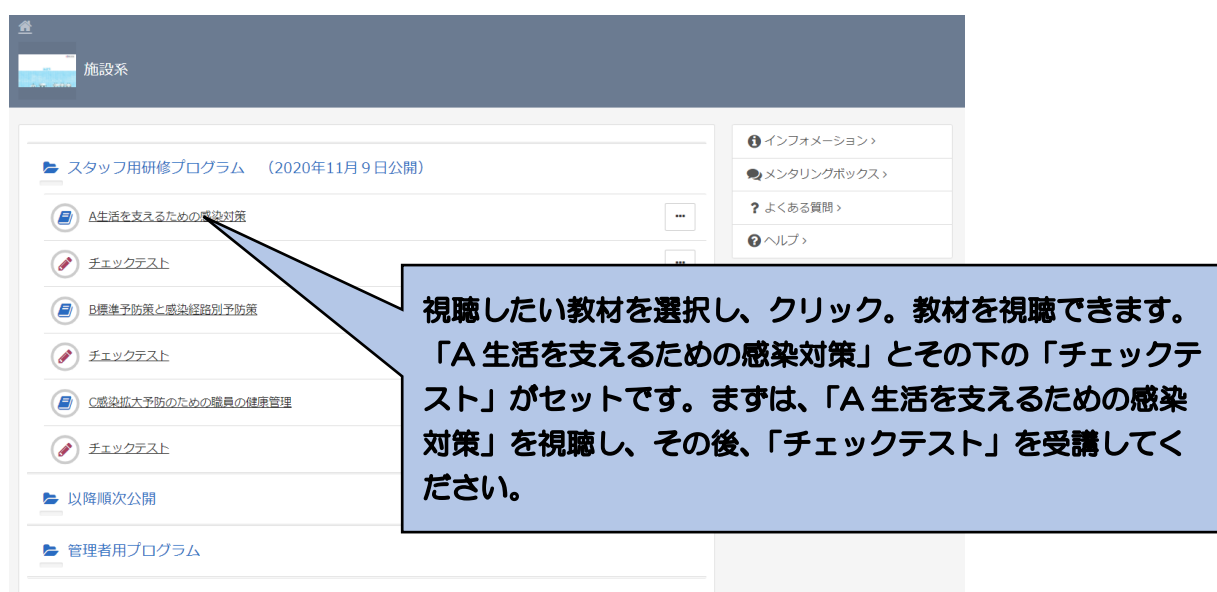 施設系
スタッフ用研修プログラム （2020年11月9日公開）
A生活を支えるための感染対策
チェックテスト
B標準予防策と感染経路別予防策
チェックテスト
C感染拡大予防のための職員の健康管理
チェックテスト
以降順次公開
管理者用プログラム
インフォメーション ›
メンタリングボックス ›
? よくある質問 ›
ヘルプ ›
視聴したい教材を選択し、クリック。教材を視聴できます。
「A 生活を支えるための感染対策」とその下の「チェックテ
スト」がセットです。まずは、「A 生活を支えるための感染
対策」を視聴し、その後、「チェックテスト」を受講してく
ださい。